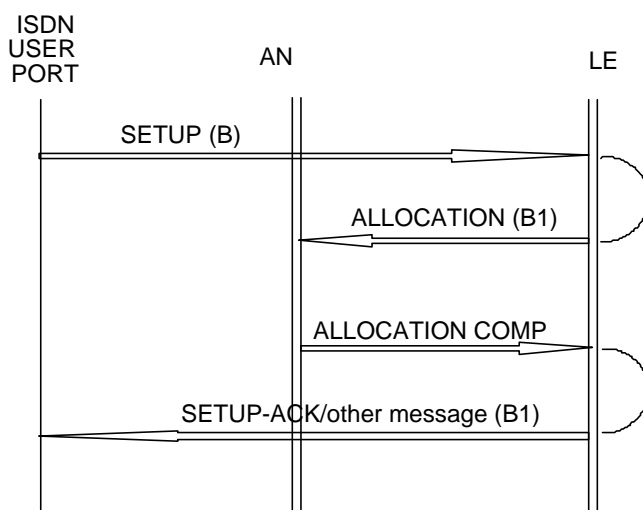 ISDN
USER
PORT
AN
LE
SETUP (B)
ALLOCATION (B1)
ALLOCATION COMP
SETUP-ACK/other message (B1)